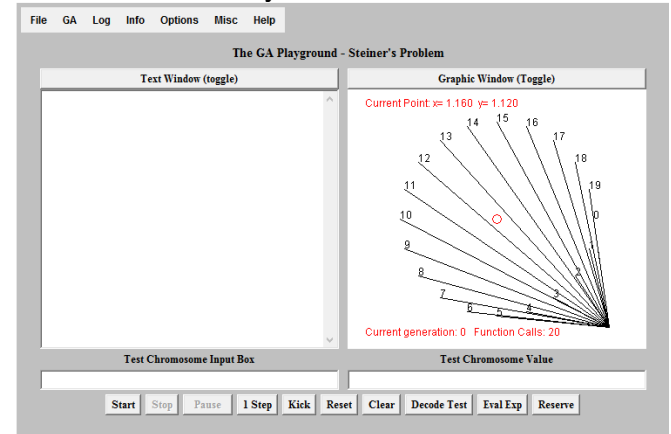 File GA Log Info Options Misc Help
The GA Playground - Steiner's Problem
Text Window (toggle) Graphic Window (Toggle)
Current Point: x= 1.160 y= 1.120
15
14 16
13 17
12 18
11 19
10 0
9 1
8 2
7 3
6 5 4
Current generation: 0 Function Calls: 20
Test Chromosome Input Box Test Chromosome Value
Start Stop Pause 1 Step Kick Reset Clear Decode Test Eval Exp Reserve